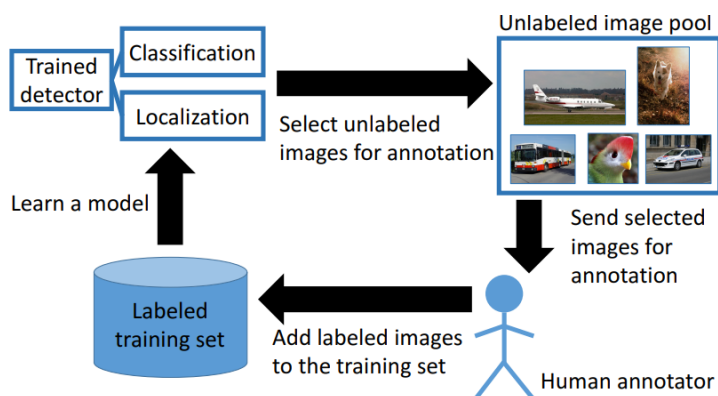 Unlabeled image pool
Classification
Trained
detector
Localization
Select unlabeled
images for annotation
Learn a model
Send selected
images for
annotation
Labeled
training set
Add labeled images
to the training set
Human annotator